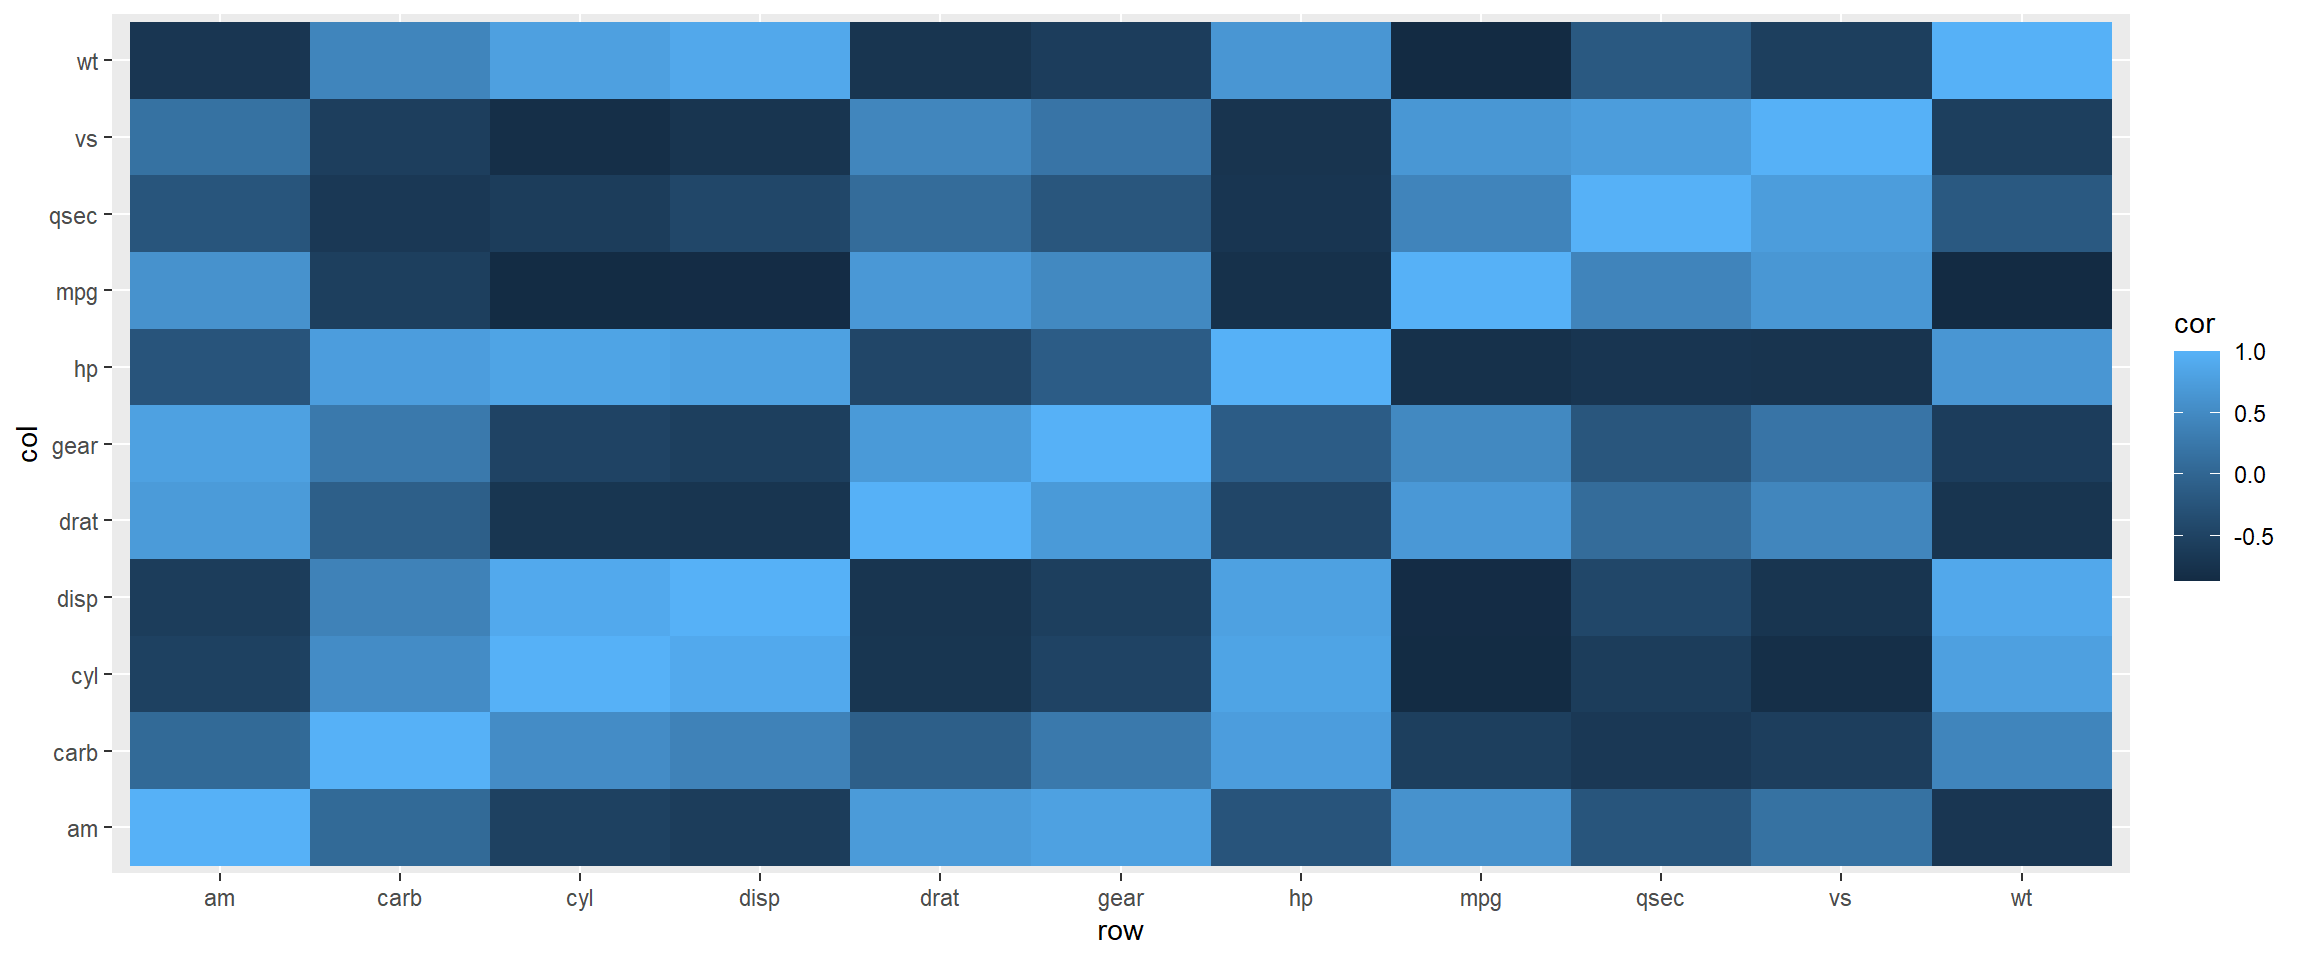 wt
vs
qsec
mpg
hp
gear
drat
disp
cyl
carb
am
col
am carb cyl disp drat gear hp mpg qsec vs wt
row
cor
1.0
0.5
0.0
-0.5